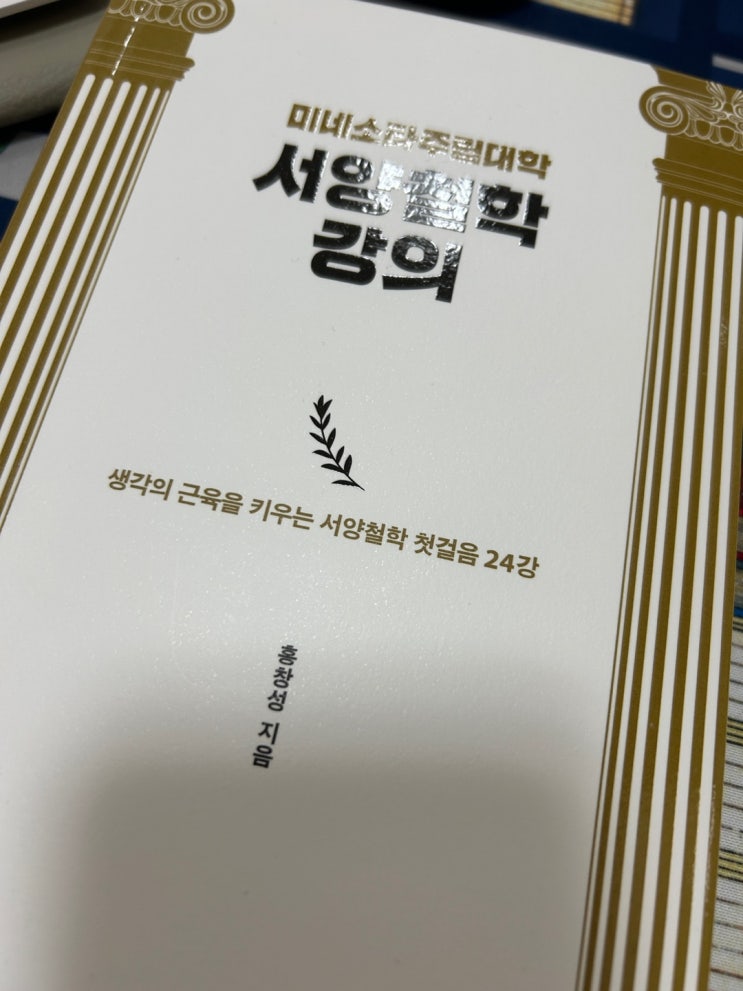 미네소타주립대학
서양철학
강의
생각의 근육을 키우는 서양철학 첫걸음 24강
홍창성 지음